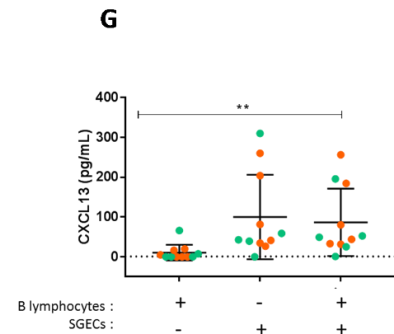 G
**
400
300
200
100
0
CXCL13 (pg/mL)
B lymphocytes : + - +
SGECs : - + +